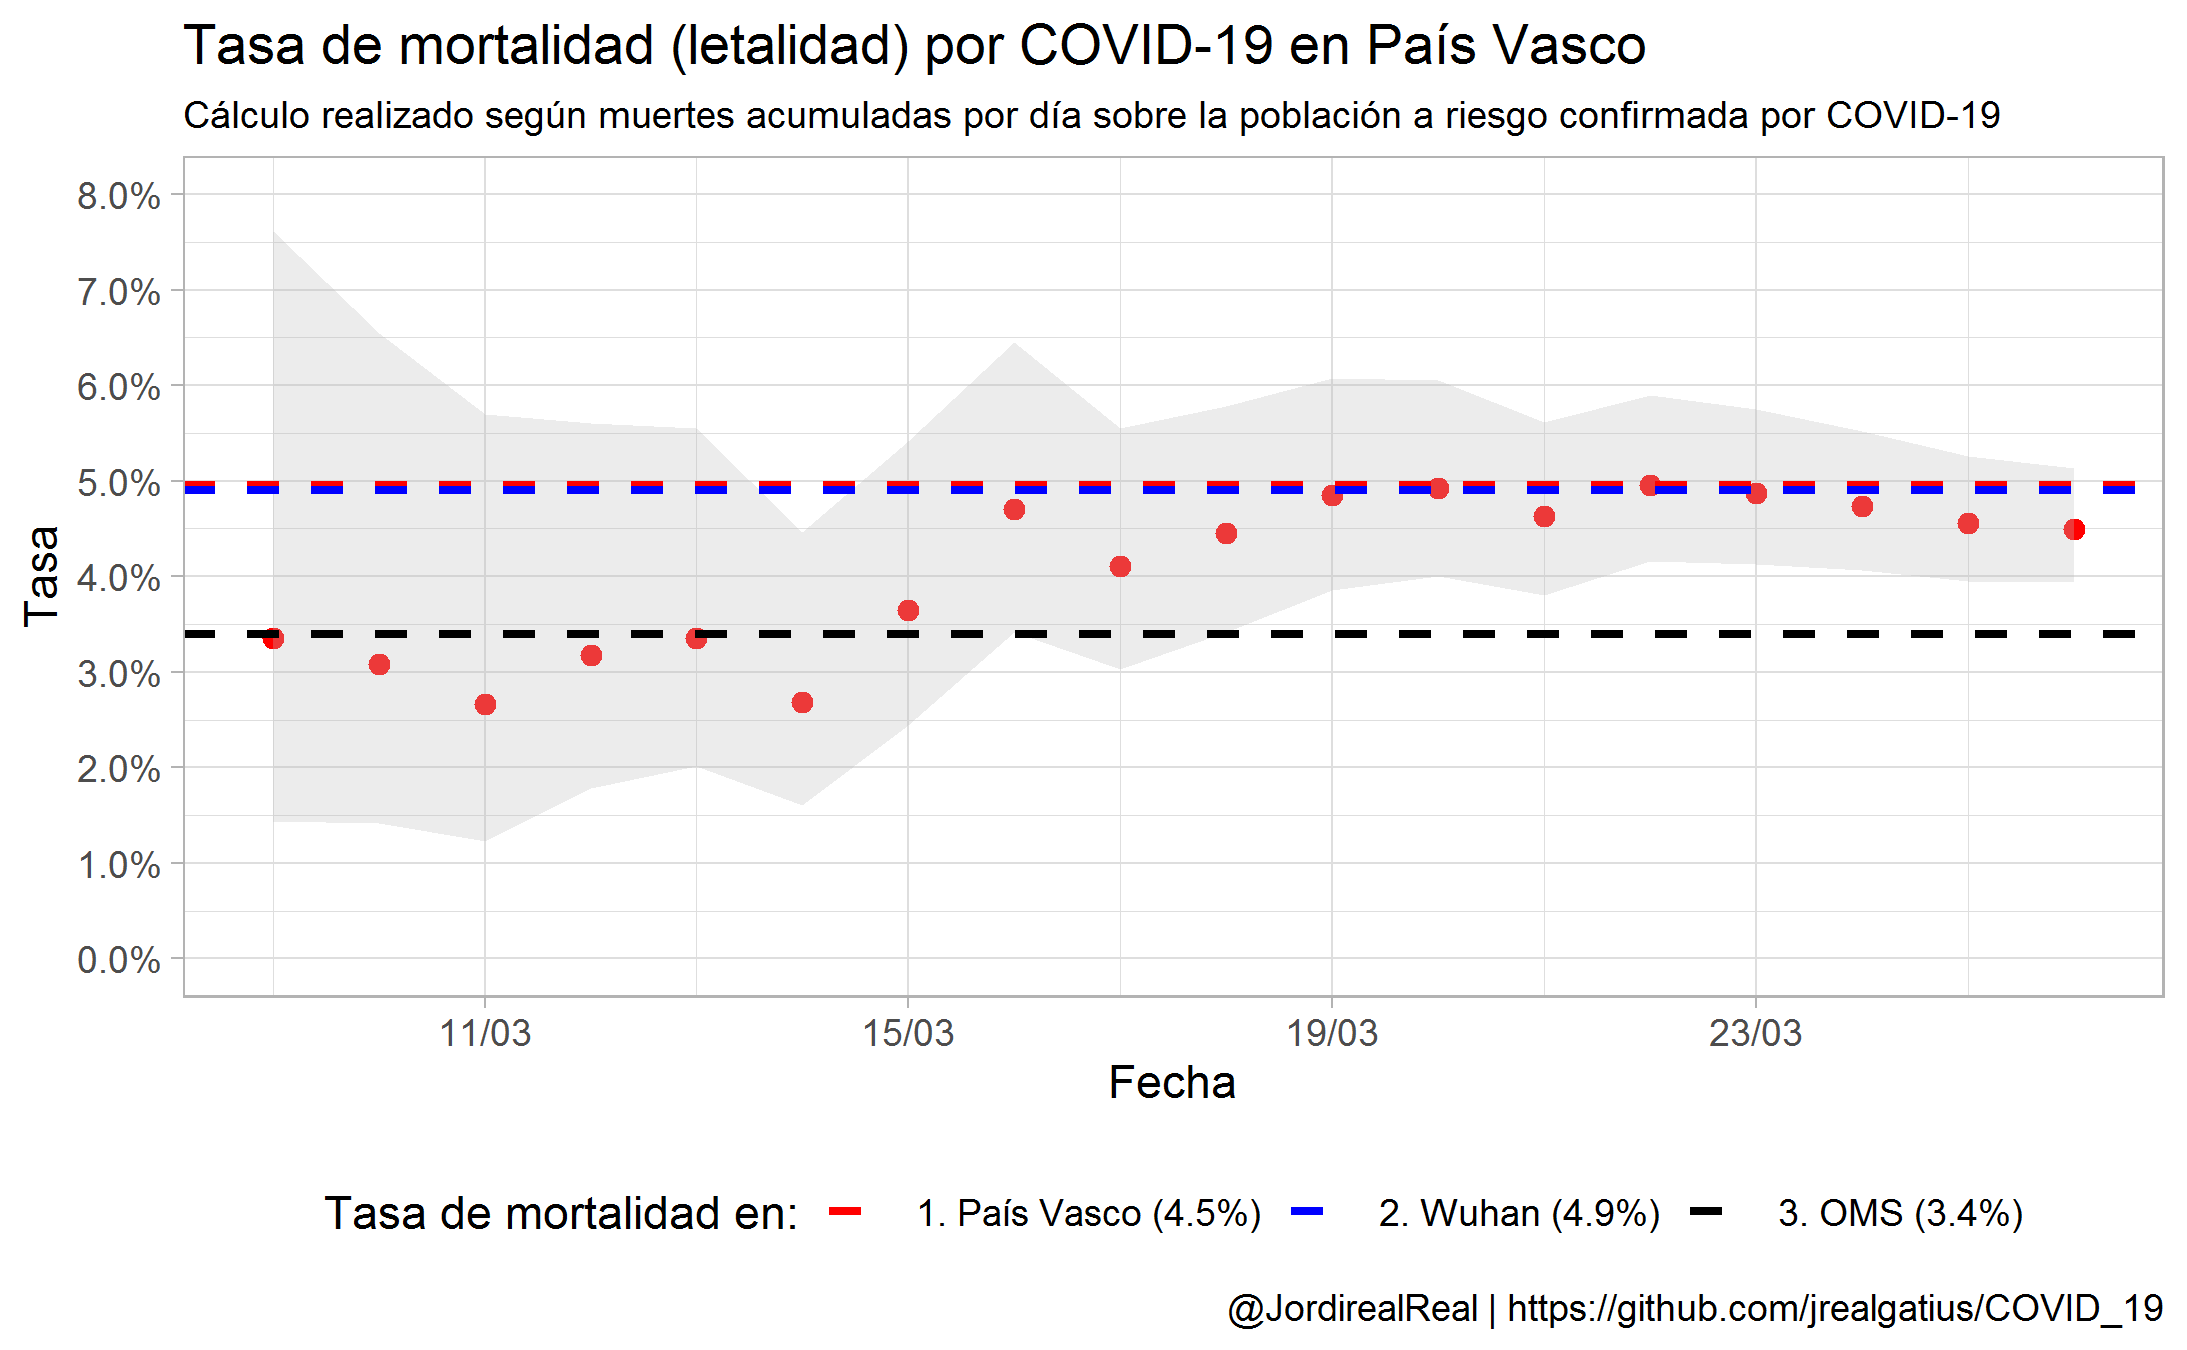 Tasa de mortalidad (letalidad) por COVID-19 en País Vasco
Cálculo realizado según muertes acumuladas por día sobre la población a riesgo confirmada por COVID-19
Tasa
8.0%
7.0%
6.0%
5.0%
4.0%
3.0%
2.0%
1.0%
0.0%
11/03 15/03 19/03 23/03
Fecha
Tasa de mortalidad en: 1. País Vasco (4.5%) 2. Wuhan (4.9%) 3. OMS (3.4%)
@JordirealReal | https://github.com/jrealgatius/COVID_19